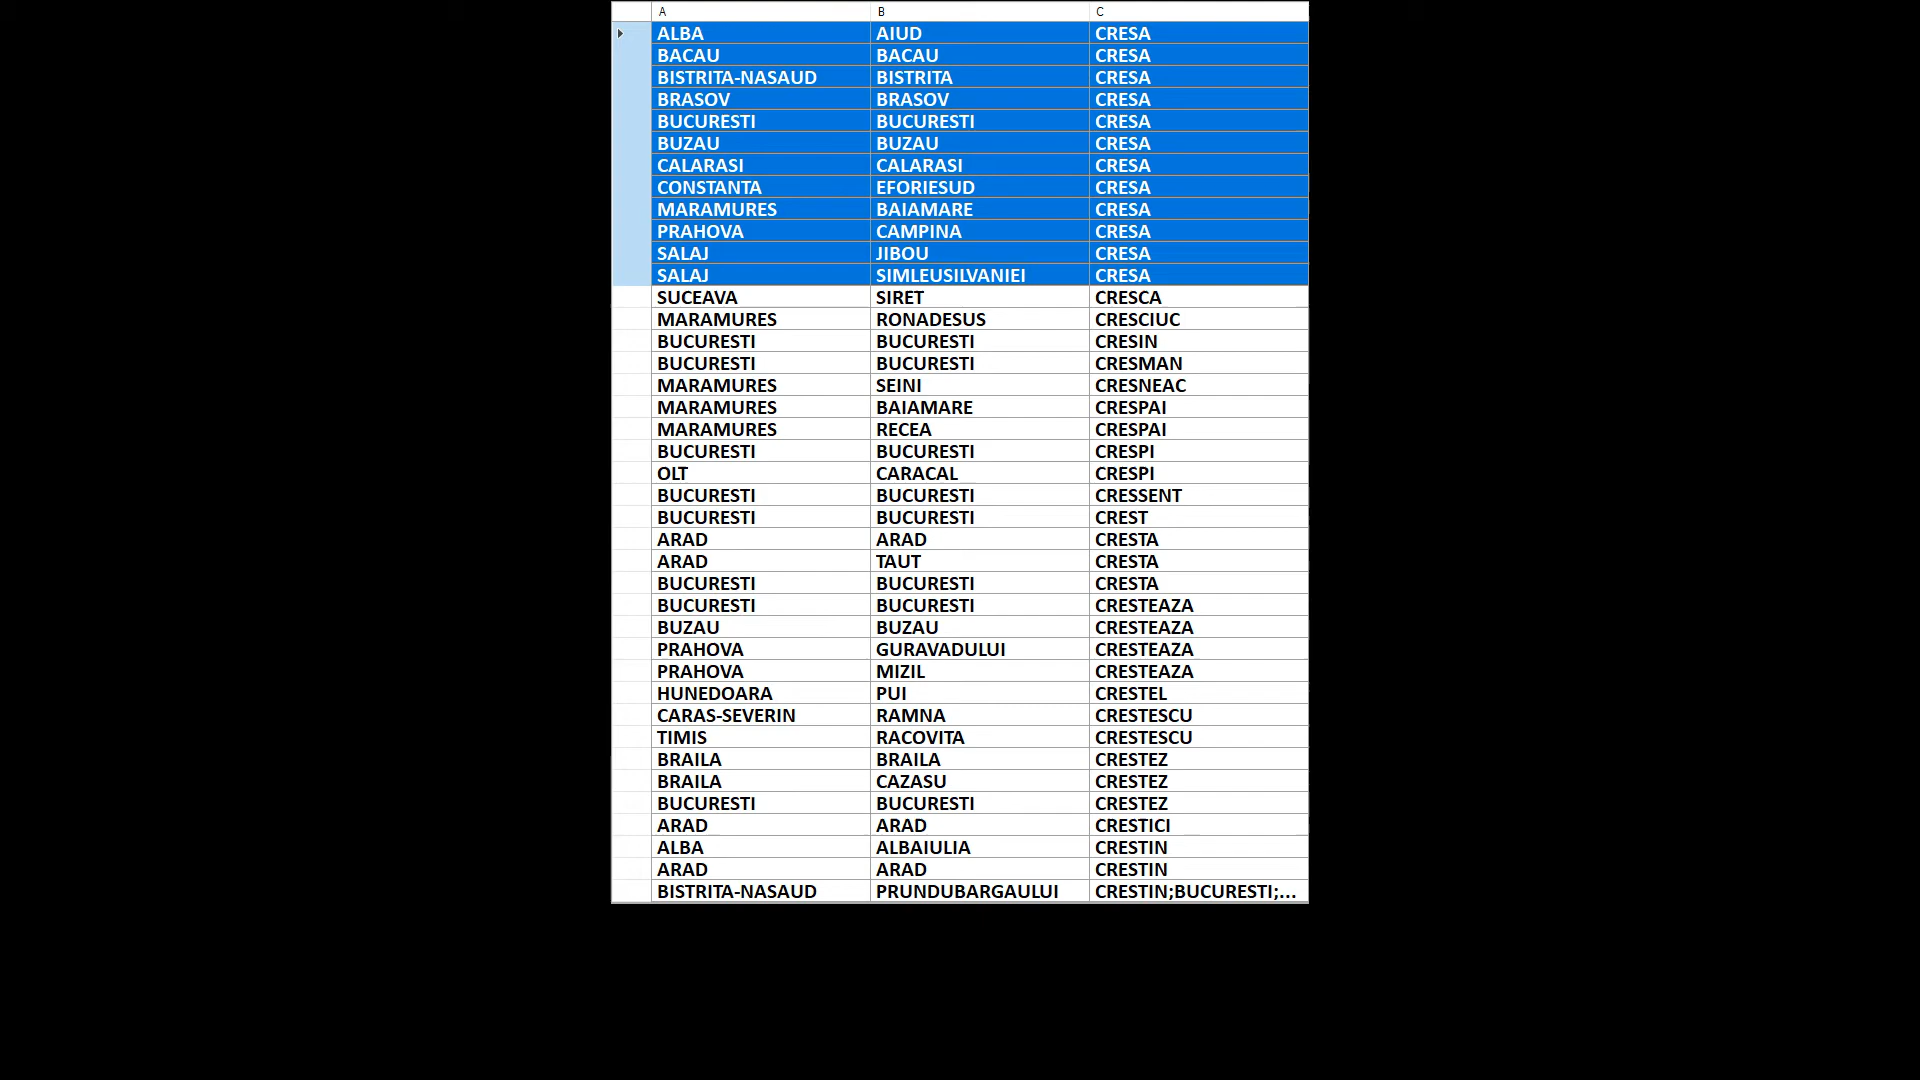 A B C
ALBA AIUD CRESA
BACAU BACAU CRESA
BISTRITA-NASAUD BISTRITA CRESA
BRASOV BRASOV CRESA
BUCURESTI BUCURESTI CRESA
BUZAU BUZAU CRESA
CALARASI CALARASI CRESA
CONSTANTA EFORIESUD CRESA
MARAMURES BAIAMARE CRESA
PRAHOVA CAMPINA CRESA
SALAJ JIBOU CRESA
SALAJ SIMLEUSILVANIEI CRESA
SUCEAVA SIRET CRESCA
MARAMURES RONADESUS CRESCIUC
BUCURESTI BUCURESTI CRESIN
BUCURESTI BUCURESTI CRESMAN
MARAMURES SEINI CRESNEAC
MARAMURES BAIAMARE CRESPAI
MARAMURES RECEA CRESPAI
BUCURESTI BUCURESTI CRESPI
OLT CARACAL CRESPI
BUCURESTI BUCURESTI CRESSENT
BUCURESTI BUCURESTI CREST
ARAD ARAD CRESTA
ARAD TAUT CRESTA
BUCURESTI BUCURESTI CRESTA
BUCURESTI BUCURESTI CRESTEAZA
BUZAU BUZAU CRESTEAZA
PRAHOVA GURAVADULUI CRESTEAZA
PRAHOVA MIZIL CRESTEAZA
HUNEDOARA PUI CRESTEL
CARAS-SEVERIN RAMNA CRESTESCU
TIMIS RACOVITA CRESTESCU
BRAILA BRAILA CRESTEZ
BRAILA CAZASU CRESTEZ
BUCURESTI BUCURESTI CRESTEZ
ARAD ARAD CRESTICI
ALBA ALBAIULIA CRESTIN
ARAD ARAD CRESTIN
BISTRITA-NASAUD PRUNDUBARGAULUI CRESTIN;BUCURESTI;...